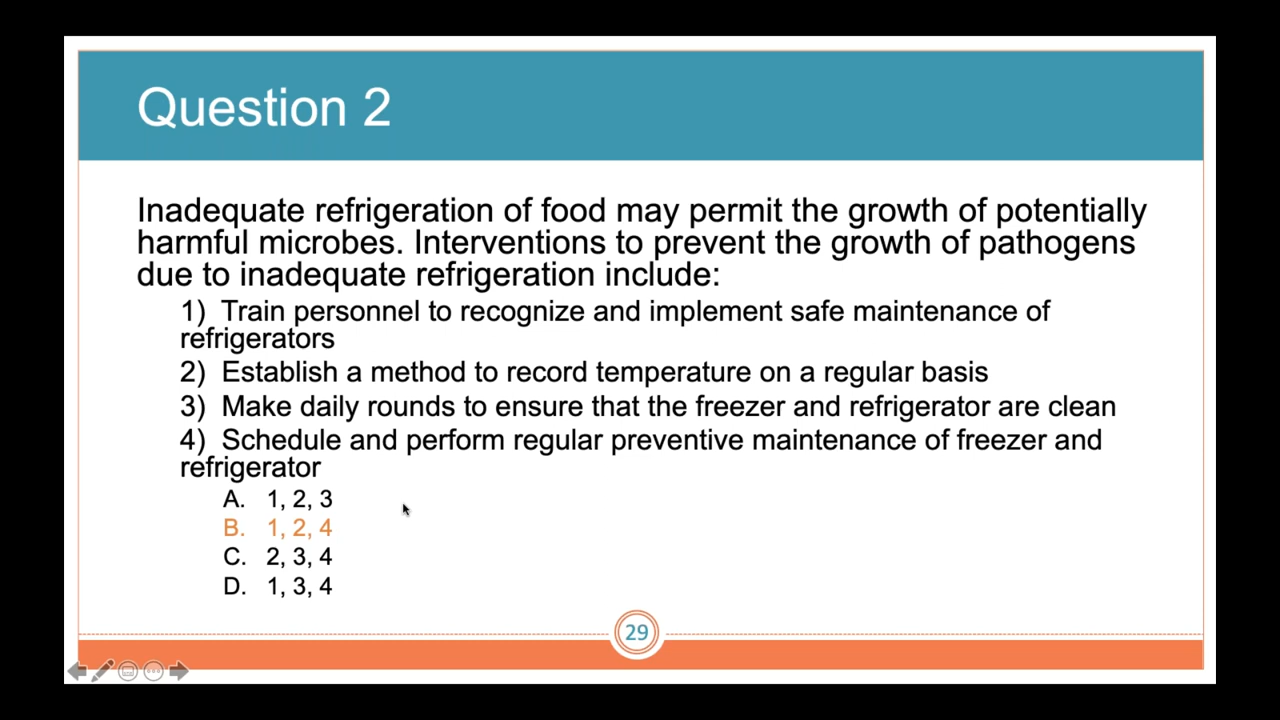 Question 2
Inadequate refrigeration of food may permit the growth of potentially
harmful microbes. Interventions to prevent the growth of pathogens
due to inadequate refrigeration include:
1) Train personnel to recognize and implement safe maintenance of
refrigerators
2) Establish a method to record temperature on a regular basis
3) Make daily rounds to ensure that the freezer and refrigerator are clean
4) Schedule and perform regular preventive maintenance of freezer and
refrigerator
A. 1, 2, 3
B. 1, 2, 4
C. 2, 3, 4
D. 1, 3, 4
29